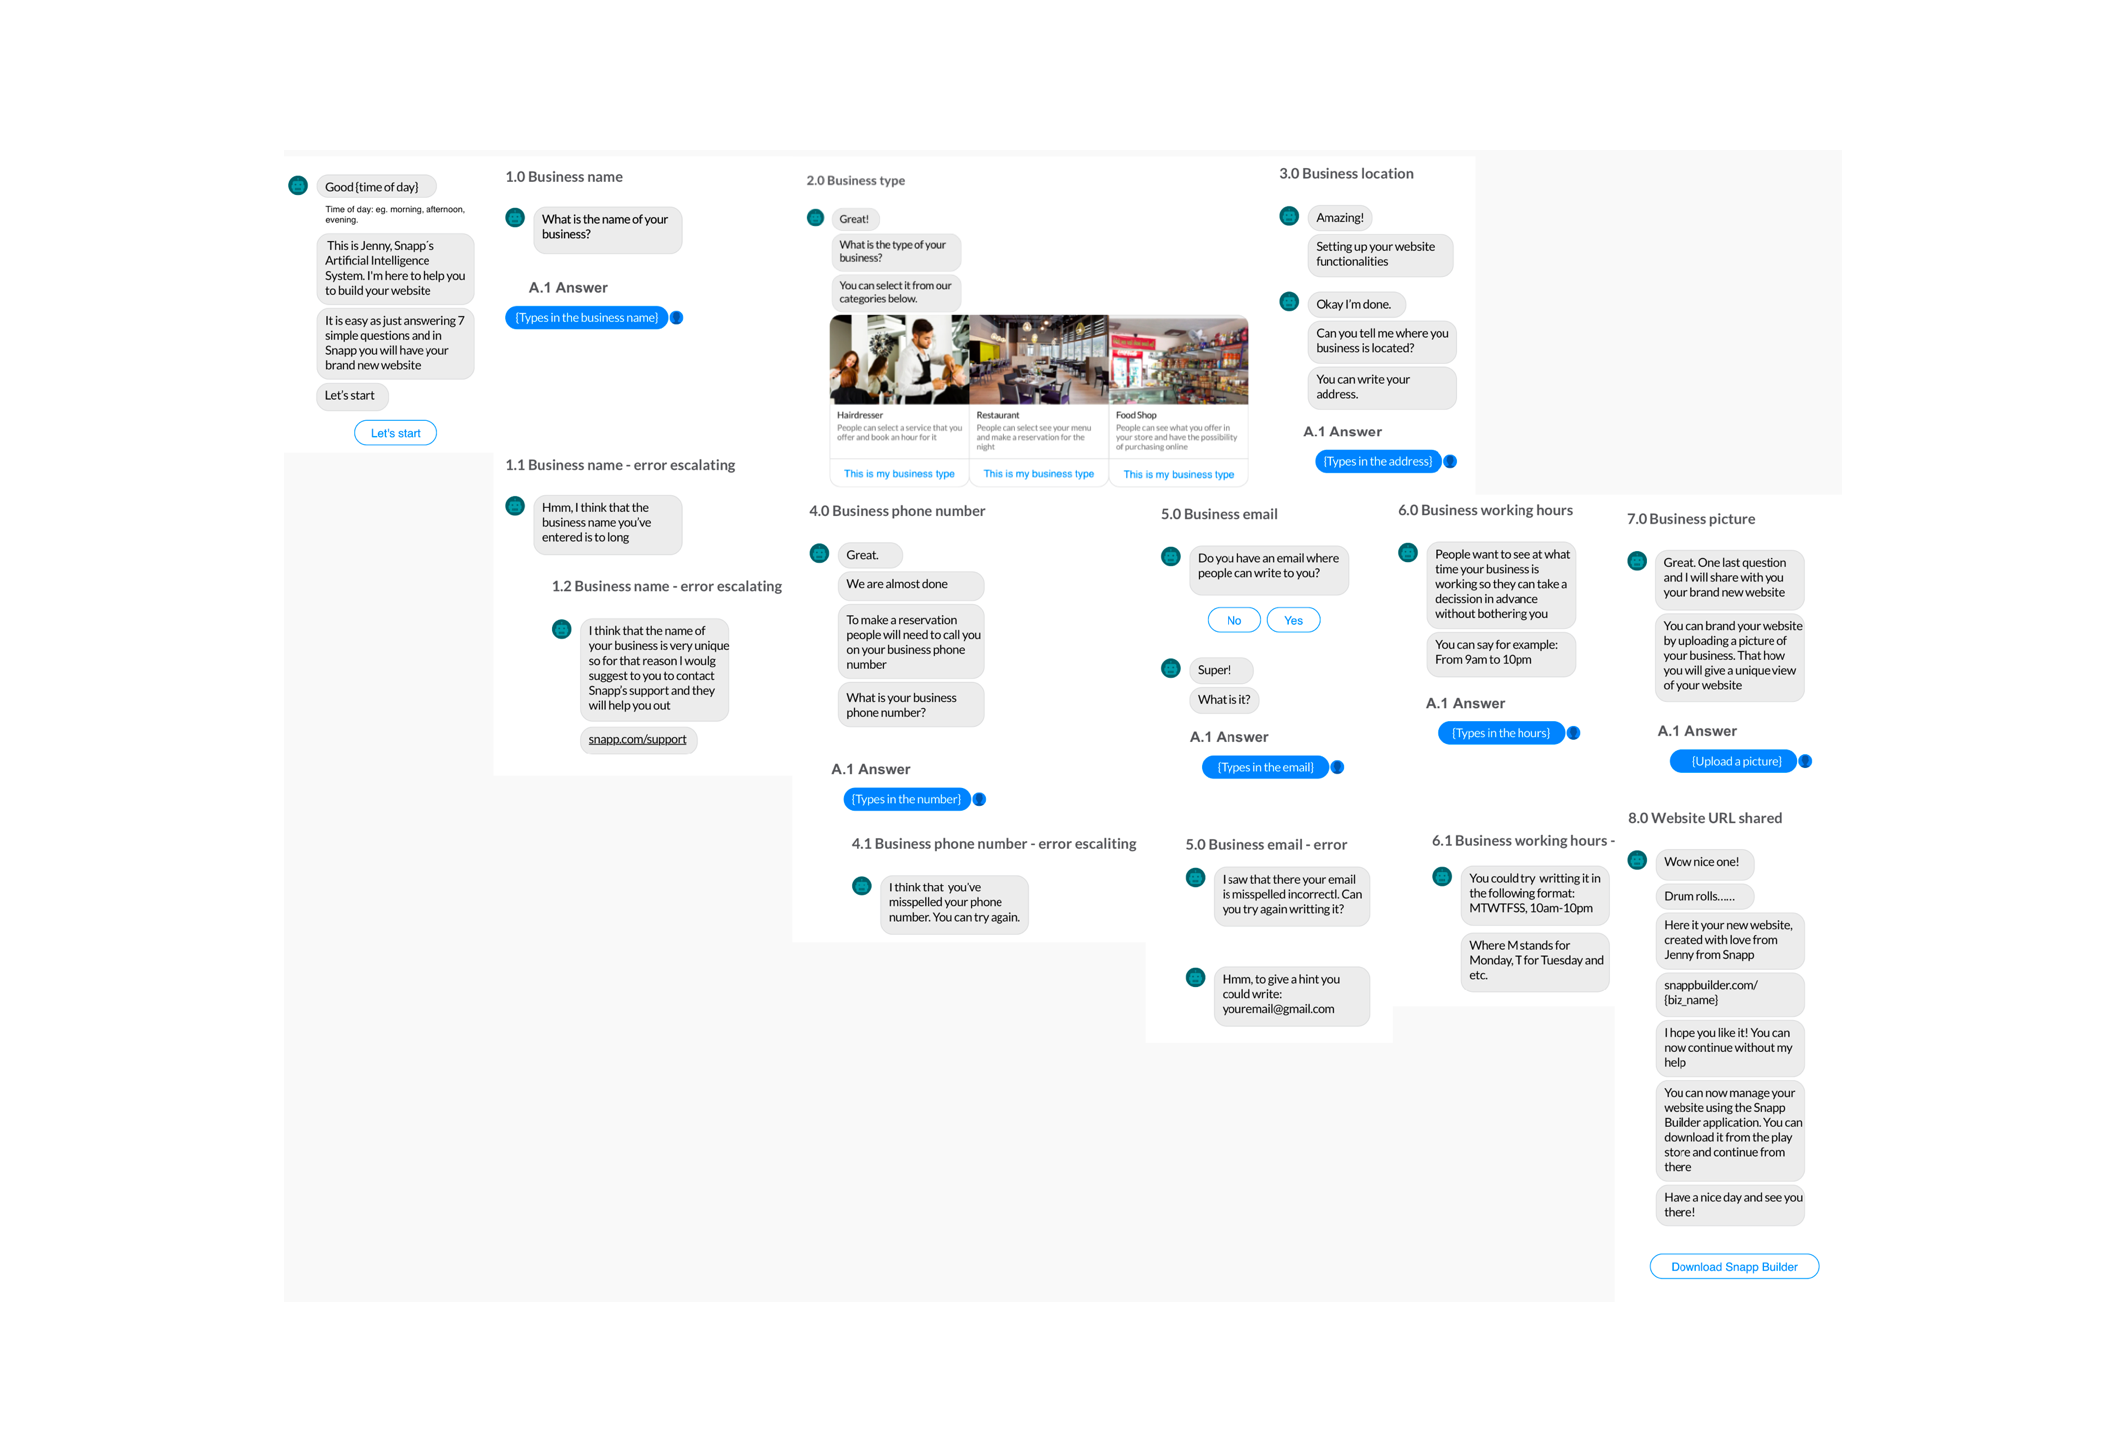 Good {time of day}
Time of day: eg. morning, afternoon,
evening.
This is Jenny, Snapp´s
Artificial Intelligence
System. I'm here to help you
to build your website
It is easy as just answering 7
simple questions and in
Snapp you will have your
brand new website
Let's start
Let's start
1.0 Business name
What is the name of your
business?
A.1 Answer
{Types in the business name}
1.1 Business name - error escalating
Hmm, I think that the
business name you've
entered is to long
1.2 Business name - error escalating
I think that the name of
your business is very unique
so for that reason I woulg
suggest to you to contact
Snapp's support and they
will help you out
snapp.com/support
2.0 Business type
Great!
What is the type of your
business?
You can select it from our
categories below.
Hairdresser
People can select a service that you
offer and book an hour for it
This is my business type
Restaurant
People can select see your menu
and make a reservation for the
night
This is my business type
Food Shop
People can see what you offer in
your store and have the possibility
of purchasing online
This is my business type
3.0 Business location
Amazing!
Setting up your website
functionalities
Okay I'm done.
Can you tell me where you
business is located?
You can write your
address.
A.1 Answer
{Types in the address}
4.0 Business phone number
Great.
We are almost done
To make a reservation
people will need to call you
on your business phone
number
What is your business
phone number?
A.1 Answer
{Types in the number}
4.1 Business phone number - error escaliting
I think that you've
misspelled your phone
number. You can try again.
5.0 Business email
Do you have an email where
people can write to you?
No
Yes
Super!
What is it?
A.1 Answer
{Types in the email}
5.0 Business email - error
I saw that there your email
is misspelled incorrectl. Can
you try again writting it?
Hmm, to give a hint you
could write:
youremail@gmail.com
6.0 Business working hours
People want to see at what
time your business is
working so they can take a
decission in advance
without bothering you
You can say for example:
From 9am to 10pm
A.1 Answer
{Types in the hours}
6.1 Business working hours -
You could try writting it in
the following format:
MTWTFSS, 10am-10pm
Where M stands for
Monday, T for Tuesday and
etc.
7.0 Business picture
Great. One last question
and I will share with you
your brand new website
You can brand your website
by uploading a picture of
your business. That how
you will give a unique view
of your website
A.1 Answer
{Upload a picture}
8.0 Website URL shared
Wow nice one!
Drum rolls......
Here it your new website,
created with love from
Jenny from Snapp
snappbuilder.com/
{biz_name}
I hope you like it! You can
now continue without my
help
You can now manage your
website using the Snapp
Builder application. You can
download it from the play
store and continue from
there
Have a nice day and see you
there!
Download Snapp Builder